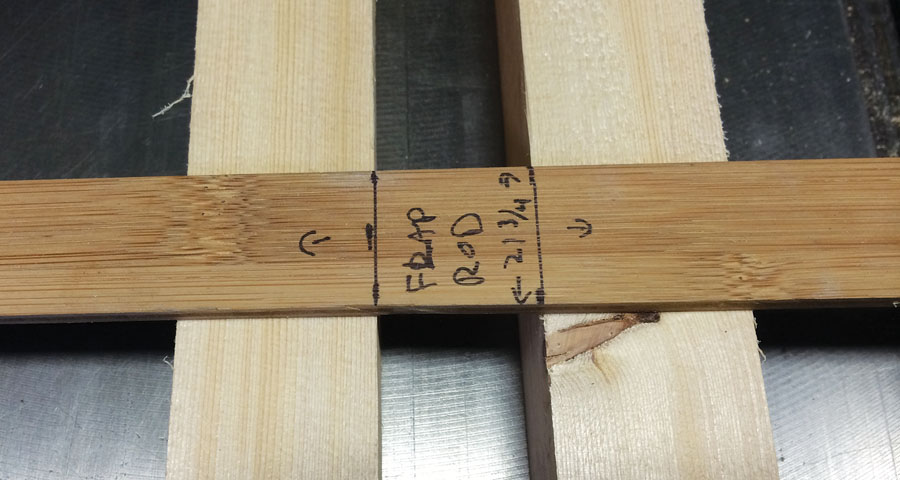 FRAP
ROD
← 21 3/4 →